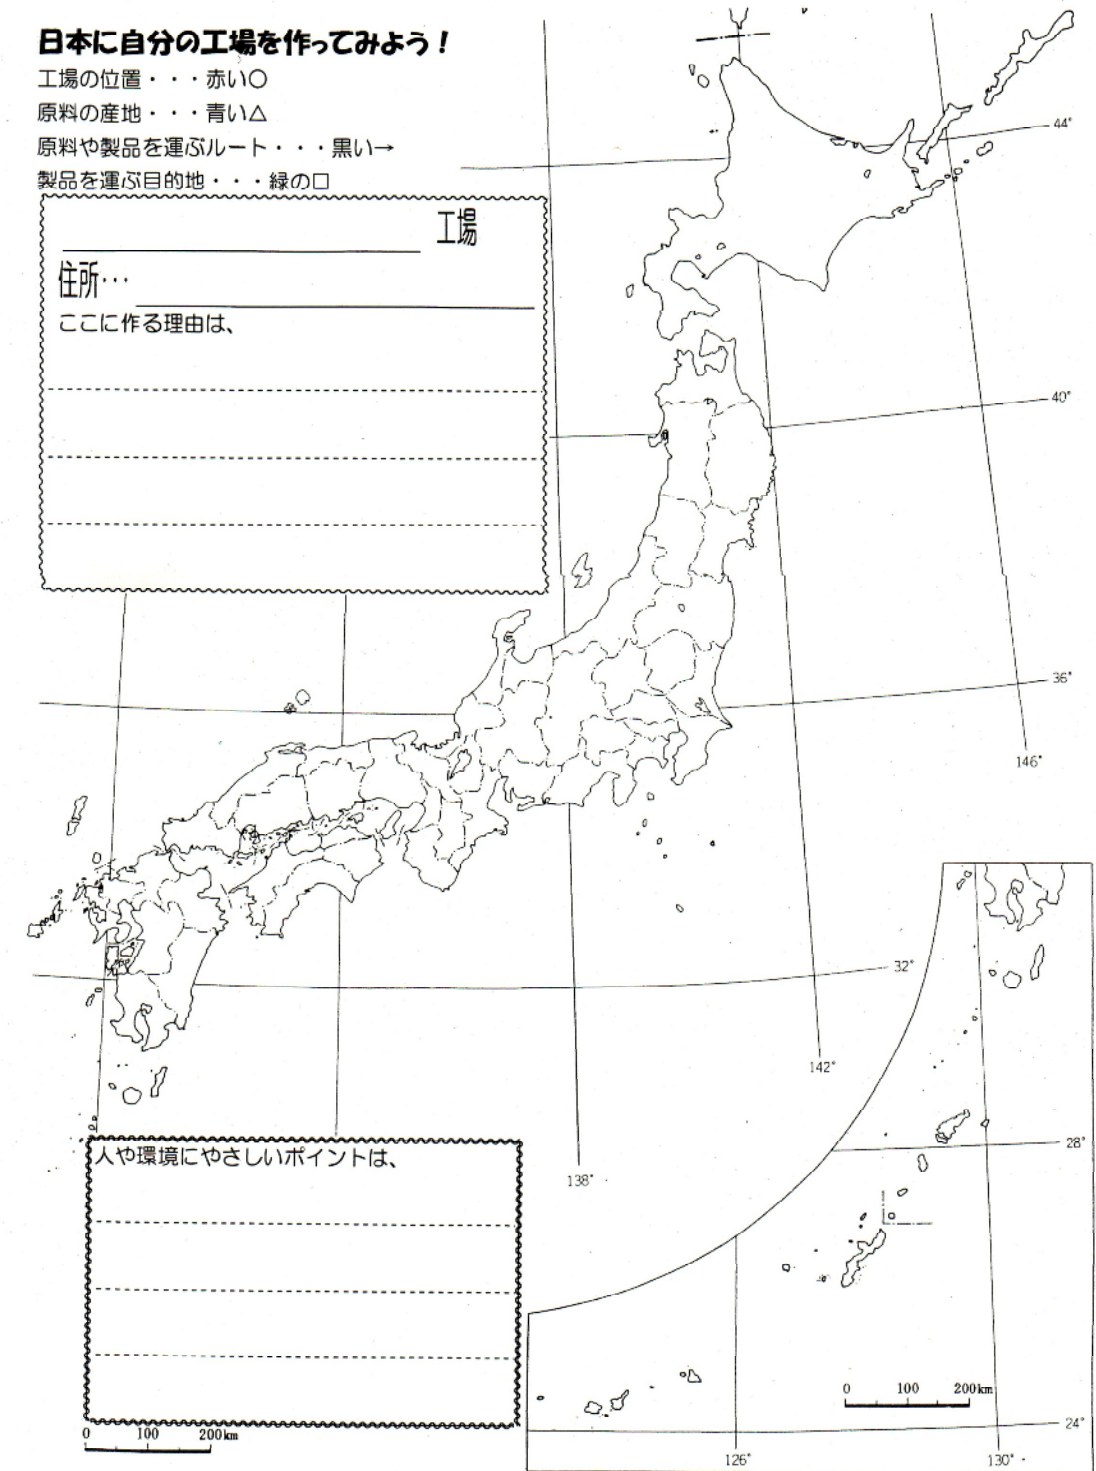 日本に自分の工場を作ってみよう！
工場の位置・・・赤い○
原料の産地・・・青い△
原料や製品を運ぶルート・・・黒い→
製品を運ぶ目的地・・・緑の□
工場
住所…
ここに作る理由は、
44°
40°
36°
146°
32°
142°
28°
人や環境にやさしいポイントは、
138°
0 100 200km
0 100 200km
24°
126°
130°